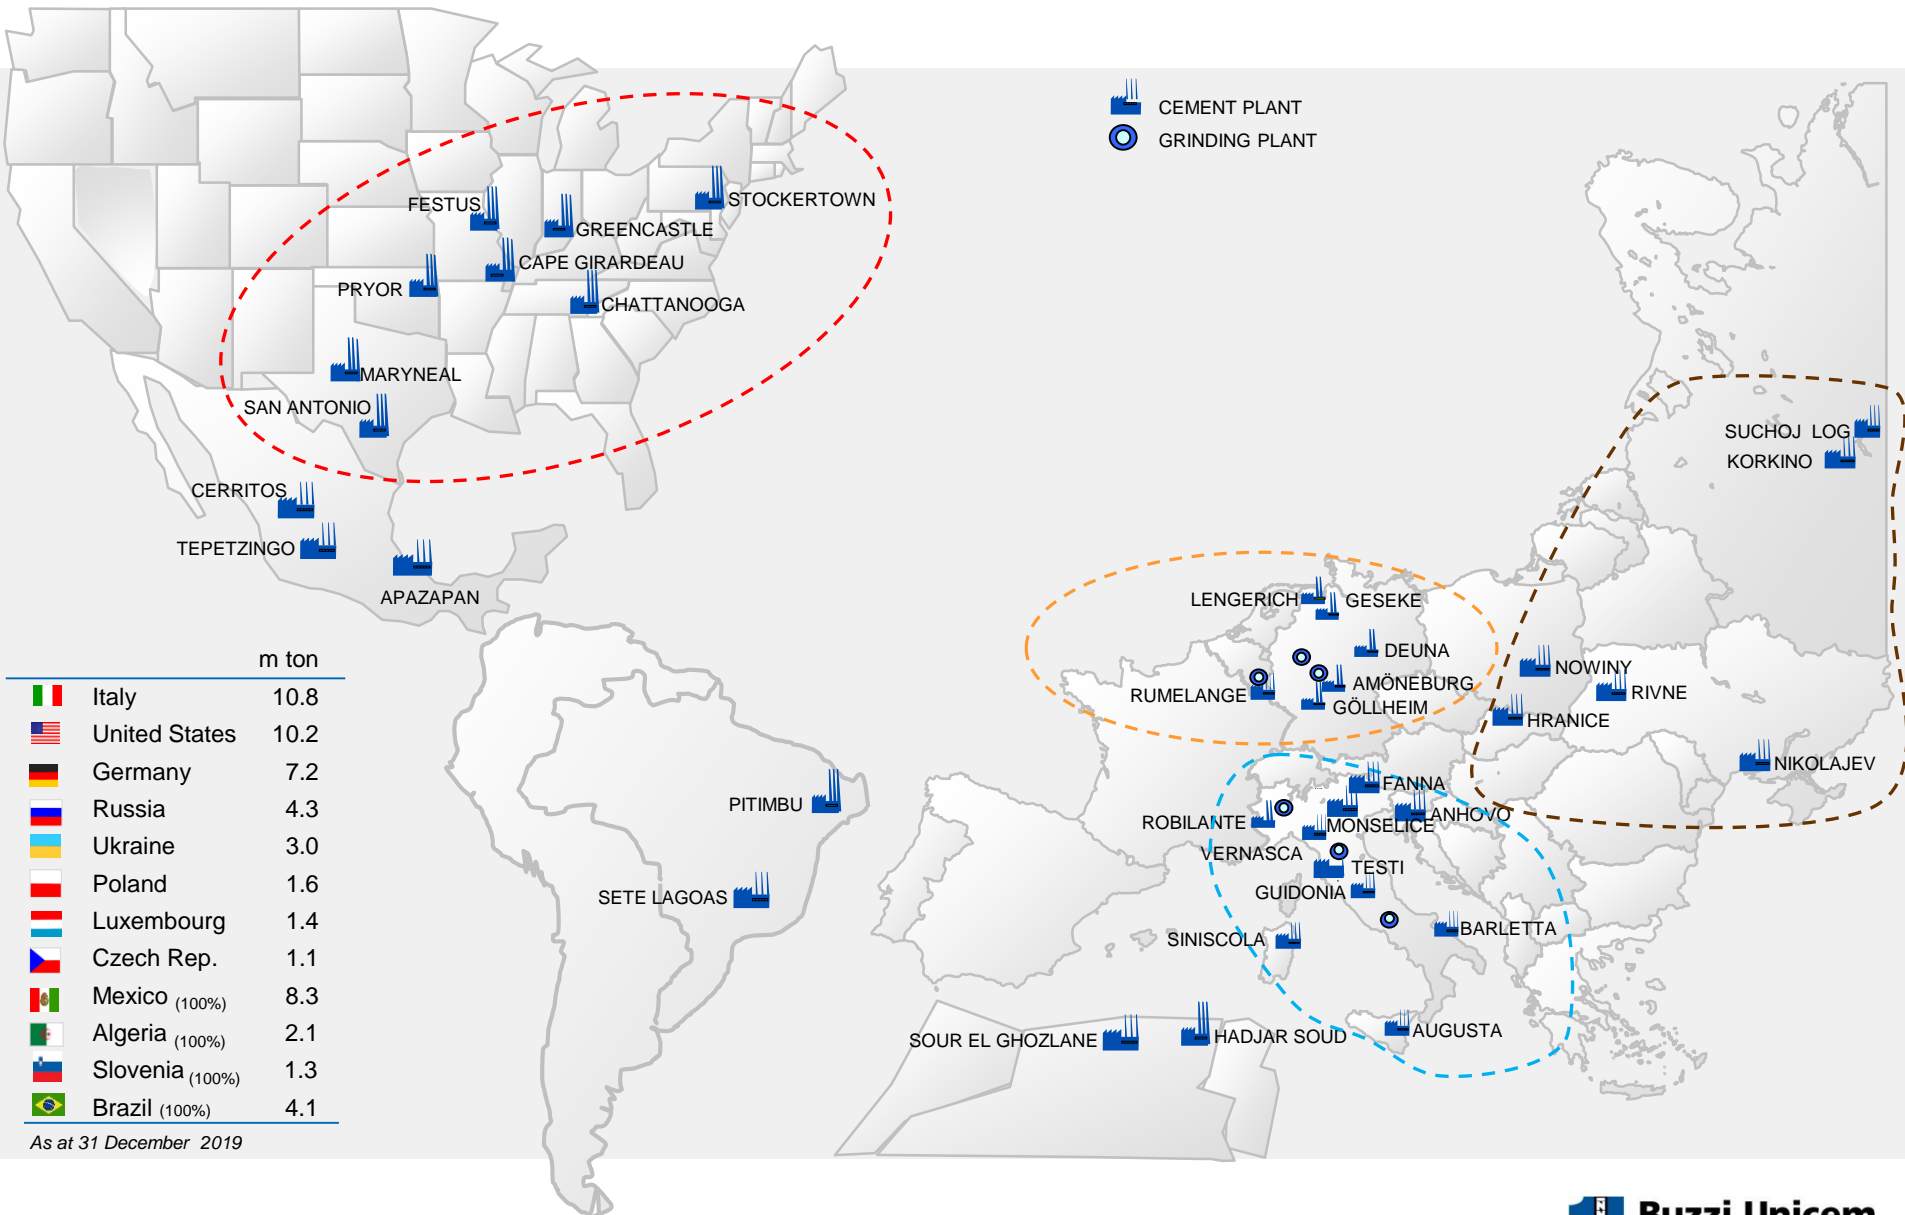 CEMENT PLANT
GRINDING PLANT
FESTUS
STOCKERTOWN
GREENCASTLE
CAPE GIRARDEAU
PRYOR
CHATTANOOGA
MARYNEAL
SAN ANTONIO
CERRITOS
TEPETZINGO
APAZAPAN
SUCHOJ LOG
KORKINO
LENGERICH
GESEKE
DEUNA
AMÖNEBURG
RUMELANGE
GÖLLHEIM
NOWINY
RIVNE
HRANICE
NIKOLAJEV
PITIMBU
SETE LAGOAS
FANNA
ANHOVO
ROBILANTE
MONSELICE
VERNASCA
TESTI
GUIDONIA
BARLETTA
SINISCOLA
AUGUSTA
SOUR EL GHOZLANE
HADJAR SOUD
m ton
Italy 10.8
United States 10.2
Germany 7.2
Russia 4.3
Ukraine 3.0
Poland 1.6
Luxembourg 1.4
Czech Rep. 1.1
Mexico (100%) 8.3
Algeria (100%) 2.1
Slovenia (100%) 1.3
Brazil (100%) 4.1
As at 31 December 2019
Buzzi Unicem